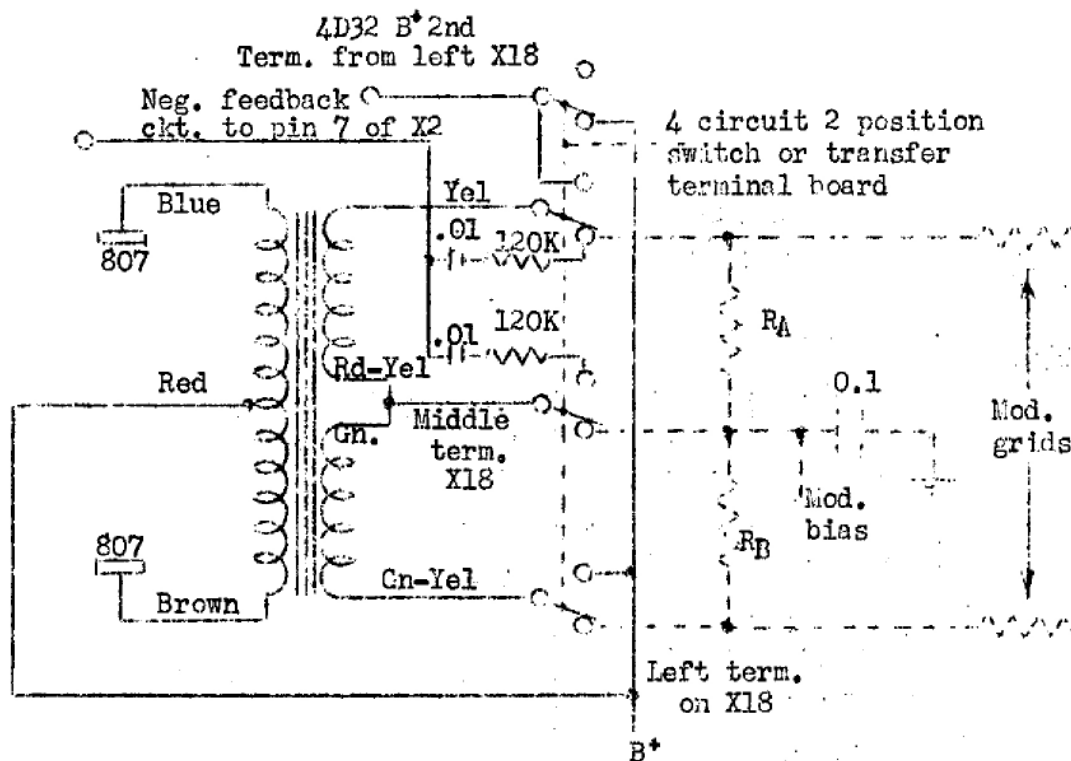 4D32 B+ 2nd
Term. from left X18
Neg. feedback
ckt. to pin 7 of X2
4 circuit 2 position
switch or transfer
terminal board
Blue
Yel
807
.01
120K
.01
120K
RA
Rd-Yel
Red
0.1
Gn.
Middle
term.
X18
Mod.
grids
Mod.
bias
807
RB
Gn-Yel
Brown
Left term.
on X18
B+